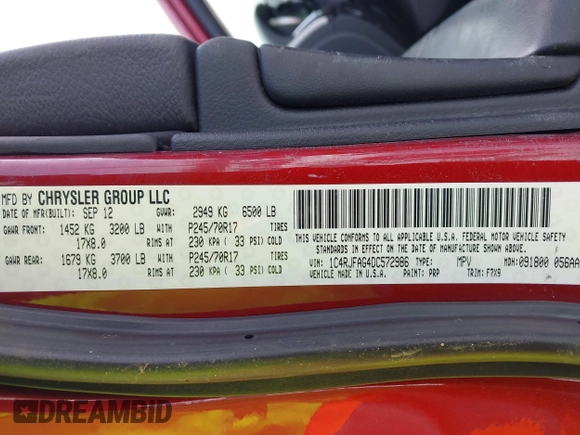 MFD BY CHRYSLER GROUP LLC
DATE OF MFR(BUILT): SEP 12 GVWR: 2949 KG 6500 LB
GAWR FRONT: 1452 KG 3200 LB WITH P245/70R17 TIRES
17X8.0 RIMS AT 230 KPA ( 33 PSI) COLD
GAWR REAR: 1679 KG 3700 LB WITH P245/70R17 TIRES
17X8.0 RIMS AT 230 KPA ( 33 PSI) COLD
THIS VEHICLE CONFORMS TO ALL APPLICABLE U.S.A. FEDERAL MOTOR VEHICLE SAFETY
STANDARDS IN EFFECT ON THE DATE OF
MANUFACTURE SHOWN ABOVE.
VIN: 1C4RJFAG4DC572986 TYPE: MPV MDH: 091800 056AA
PAINT: PRP TRIM: F7X9
DREAMBID